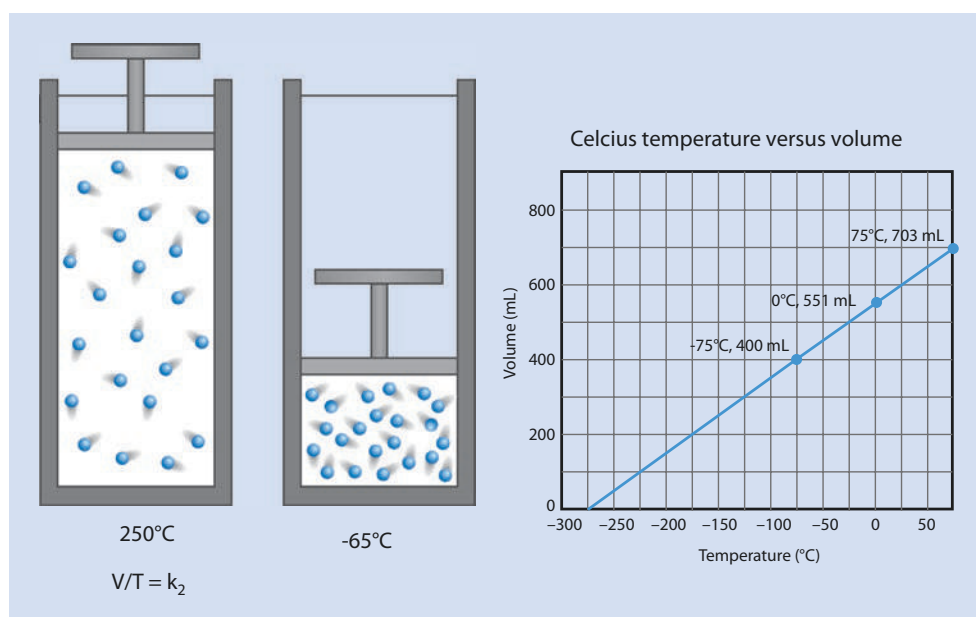 250°C
-65°C
V/T = k₂
Celcius temperature versus volume
Volume (mL)
800
600
400
200
0
75°C, 703 mL
0°C, 551 mL
-75°C, 400 mL
–300 –250 –200 –150 –100 –50 0 50
Temperature (°C)